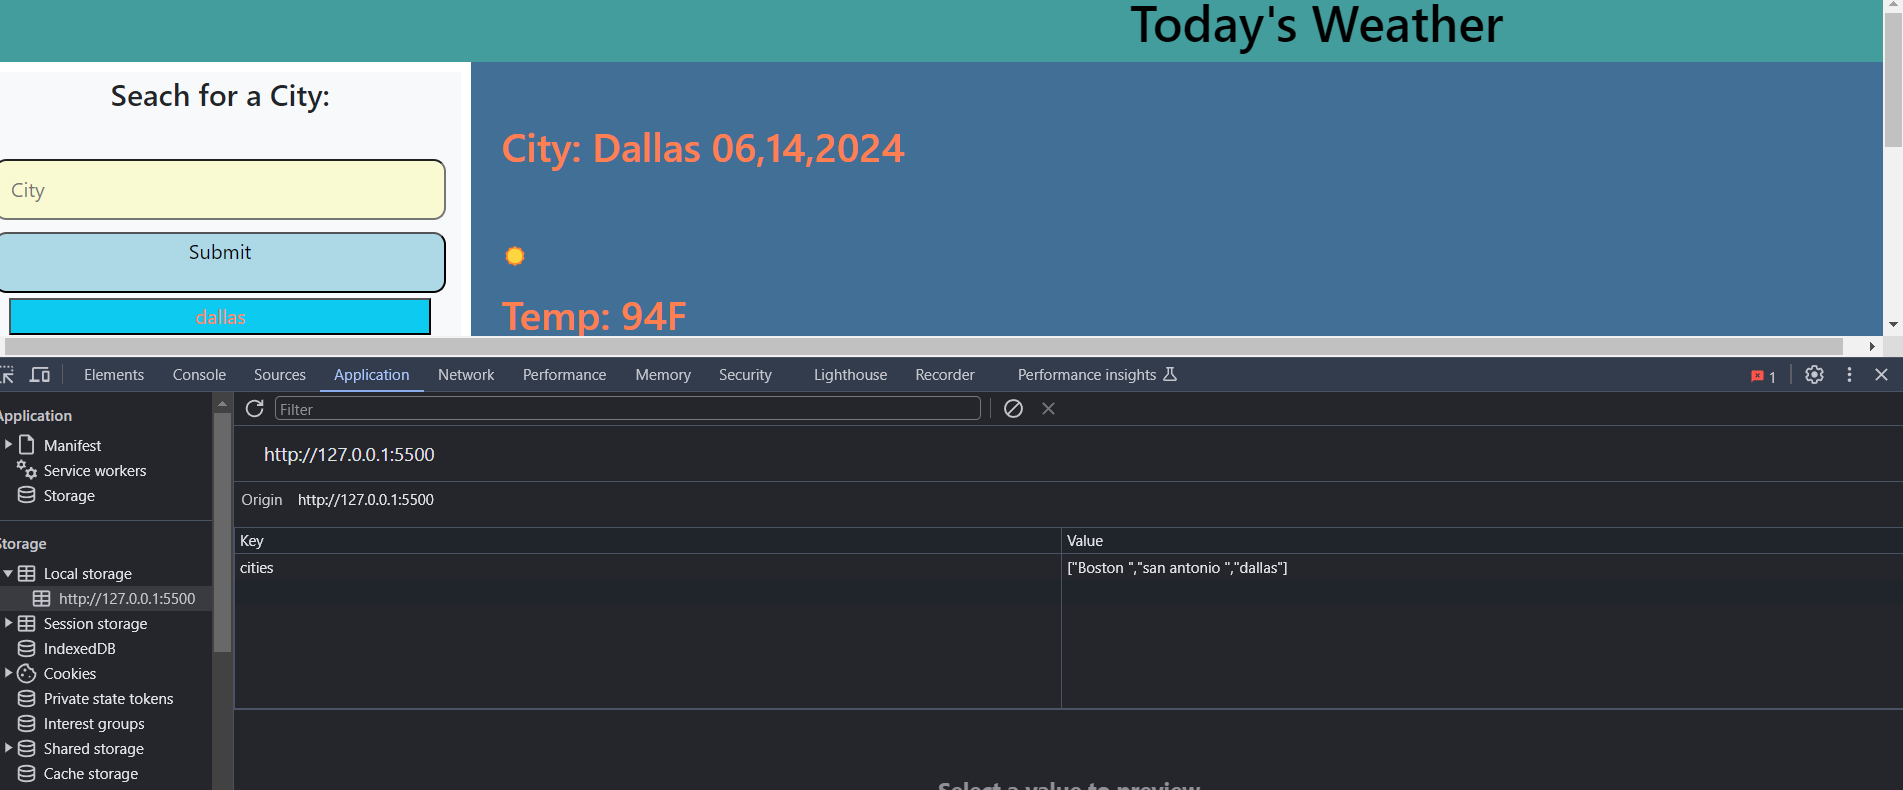 Today's Weather
Seach for a City:
City
Submit
dallas
City: Dallas 06,14,2024
Temp: 94F
Elements Console Sources Application Network Performance Memory Security Lighthouse Recorder Performance insights 1
Application
Manifest
Service workers
Storage
Storage
Local storage
http://127.0.0.1:5500
Session storage
IndexedDB
Cookies
Private state tokens
Interest groups
Shared storage
Cache storage
Filter
http://127.0.0.1:5500
Origin http://127.0.0.1:5500
Key Value
cities ["Boston ","san antonio ","dallas"]
Select a value to preview